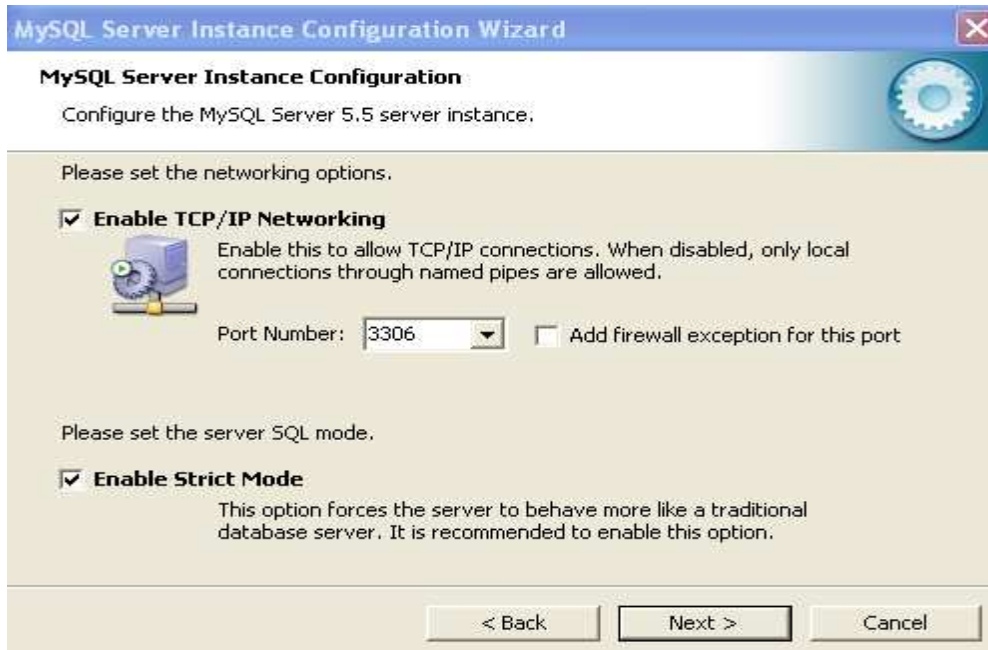 MySQL Server Instance Configuration Wizard
MySQL Server Instance Configuration
Configure the MySQL Server 5.5 server instance.
Please set the networking options.
Enable TCP/IP Networking
Enable this to allow TCP/IP connections. When disabled, only local
connections through named pipes are allowed.
Port Number: 3306 Add firewall exception for this port
Please set the server SQL mode.
Enable Strict Mode
This option forces the server to behave more like a traditional
database server. It is recommended to enable this option.
< Back Next > Cancel